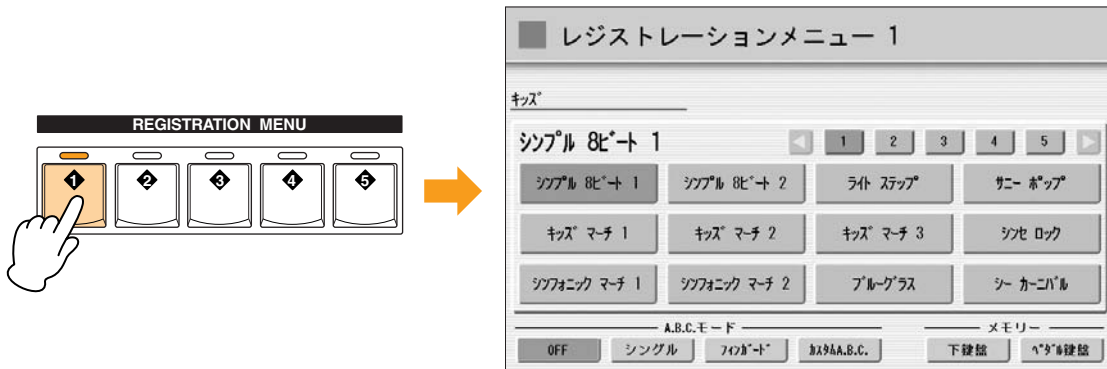 REGISTRATION MENU
1 2 3 4 5
レジストレーションメニュー 1
キッズ
シンプル 8ビート 1 1 2 3 4 5
シンプル 8ビート 1 シンプル 8ビート 2 ライト ステップ サニー ポップ
キッズ マーチ 1 キッズ マーチ 2 キッズ マーチ 3 シンセ ロック
シンフォニック マーチ 1 シンフォニック マーチ 2 ブルーグラス シー カーニバル
A.B.C.モード メモリー
OFF シングル フィンガード カスタムA.B.C. 下鍵盤 ペダル鍵盤